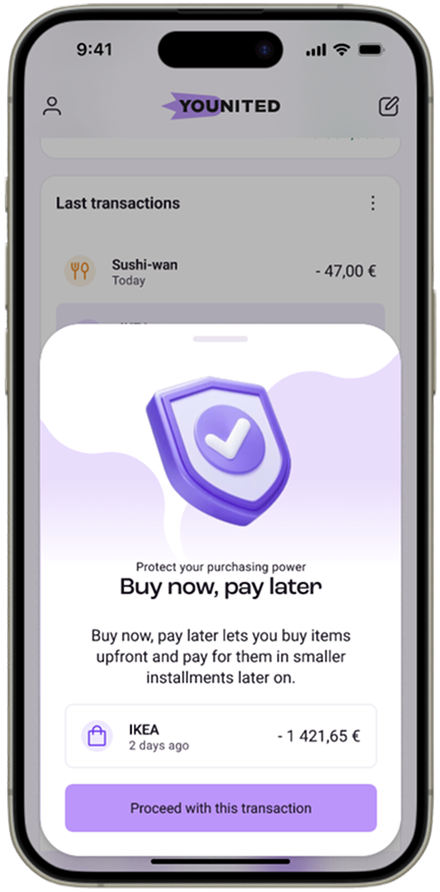 9:41
YOUNITED
Last transactions
Sushi-wan
- 47,00 €
Today
Protect your purchasing power
Buy now, pay later
Buy now, pay later lets you buy items
upfront and pay for them in smaller
installments later on.
IKEA
- 1 421,65 €
2 days ago
Proceed with this transaction